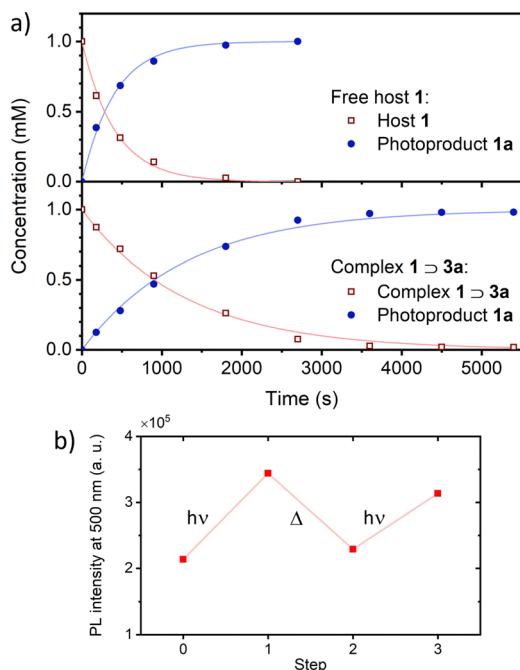 a)
Concentration (mM)
1.0
0.5
0.0
Free host 1:
Host 1
Photoproduct 1a
1.0
0.5
0.0
Complex 1 ⊃ 3a:
Complex 1 ⊃ 3a
Photoproduct 1a
0 1000 2000 3000 4000 5000
Time (s)
b)
×10⁵
PL intensity at 500 nm (a. u.)
4
3
2
1
hν
Δ
hν
0 1 2 3
Step